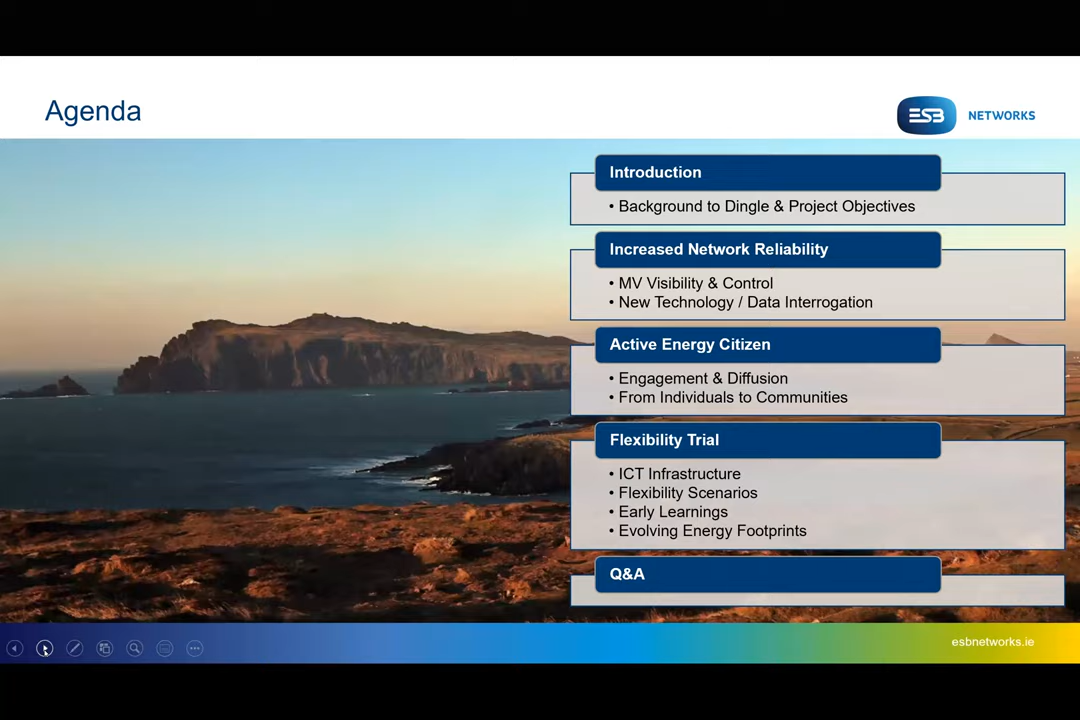 Agenda
ESB NETWORKS
Introduction
• Background to Dingle & Project Objectives
Increased Network Reliability
• MV Visibility & Control
• New Technology / Data Interrogation
Active Energy Citizen
• Engagement & Diffusion
• From Individuals to Communities
Flexibility Trial
• ICT Infrastructure
• Flexibility Scenarios
• Early Learnings
• Evolving Energy Footprints
Q&A
esbnetworks.ie